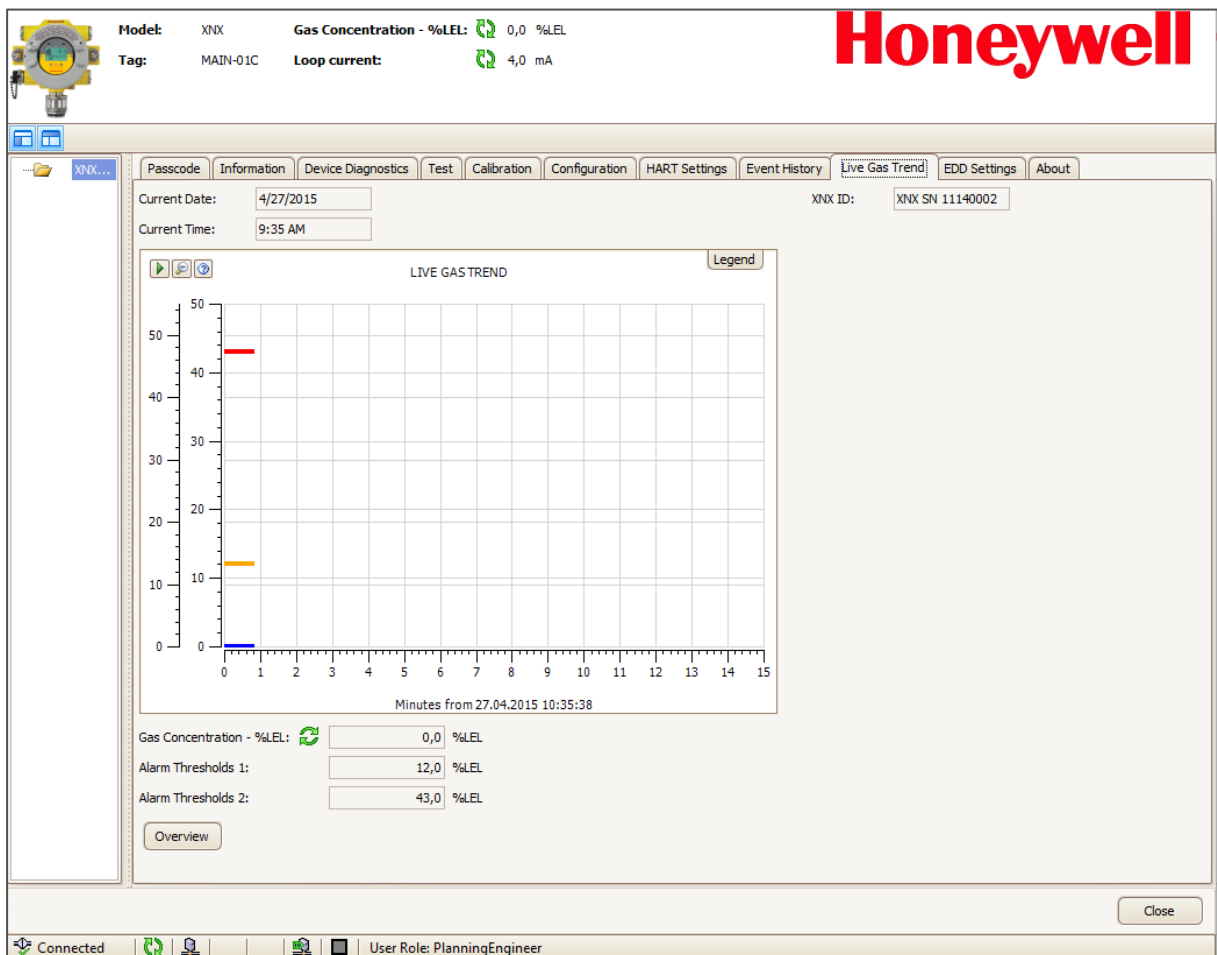 Model: XNX Gas Concentration - %LEL: 0,0 %LEL
Honeywell
Tag: MAIN-01C Loop current: 4,0 mA
XNX...
Passcode Information Device Diagnostics Test Calibration Configuration HART Settings Event History Live Gas Trend EDD Settings About
Current Date: 4/27/2015 XNX ID: XNX SN 11140002
Current Time: 9:35 AM
Legend
LIVE GAS TREND
50
50
40
40
30
30
20
20
10
10
0 0
0 1 2 3 4 5 6 7 8 9 10 11 12 13 14 15
Minutes from 27.04.2015 10:35:38
Gas Concentration - %LEL: 0,0 %LEL
Alarm Thresholds 1: 12,0 %LEL
Alarm Thresholds 2: 43,0 %LEL
Overview
Close
Connected User Role: PlanningEngineer